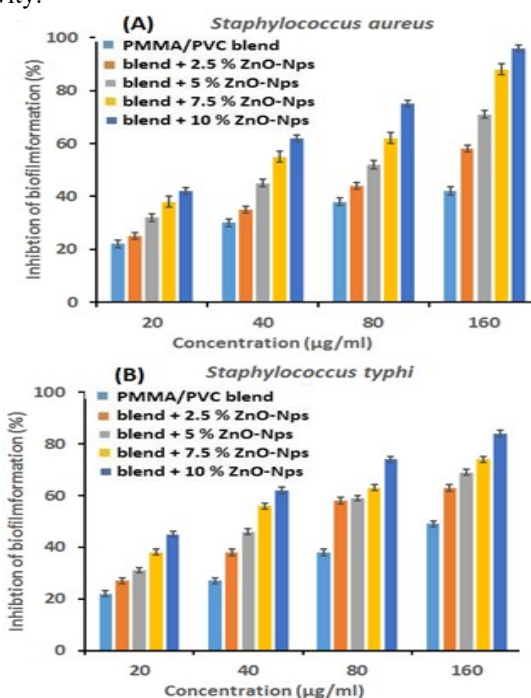 vity.
(A) Staphylococcus aureus
100
80
60
40
20
0
Inhibtion of biofilmformation (%)
PMMA/PVC blend
blend + 2.5 % ZnO-Nps
blend + 5 % ZnO-Nps
blend + 7.5 % ZnO-Nps
blend + 10 % ZnO-Nps
20 40 80 160
Concentration (µg/ml)
(B) Staphylococcus typhi
100
80
60
40
20
0
Inhibtion of biofilmformation (%)
PMMA/PVC blend
blend + 2.5 % ZnO-Nps
blend + 5 % ZnO-Nps
blend + 7.5 % ZnO-Nps
blend + 10 % ZnO-Nps
20 40 80 160
Concentration (µg/ml)